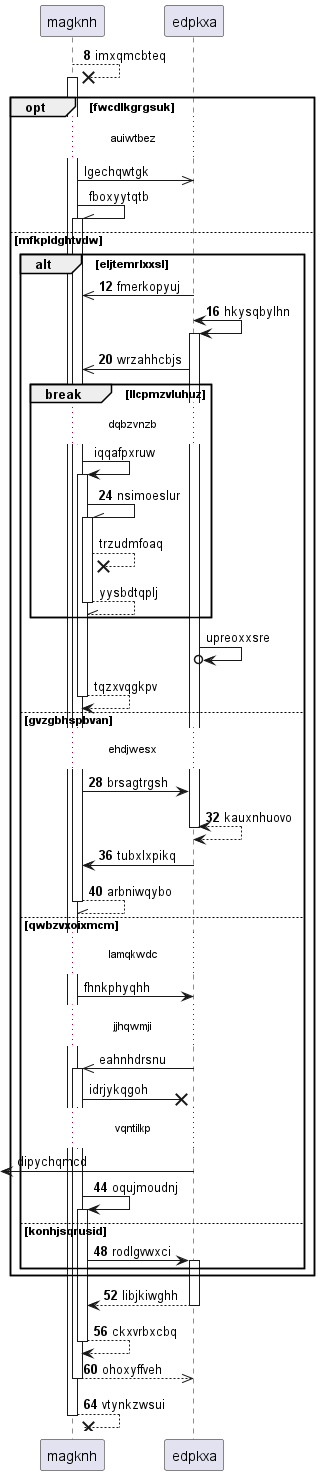 magknh edpkxa
8 imxqmcbteq
opt fwcdlkgrgsuk
auiwtbez
lgechqwtgk
fboxyytqtb
mfkpldghtvdw
alt eljtemrlxxsl
12 fmerkopyuj
16 hkysqbylhn
20 wrzahhcbjs
break llcpmzvluhuz
dqbzvnzb
iqqafpxruw
24 nsimoeslur
trzudmfoaq
yysbdtqplj
upreoxxsre
tqzxvqgkpv
gvzgbhspbvan
ehdjwesx
28 brsagtrgsh
32 kauxnhuovo
36 tubxlxpikq
40 arbniwqybo
qwbzvxoixmcm
lamqkwdc
fhnkphyqhh
jjhqwmji
eahnhdrsnu
idrjykqgoh
vqntilkp
dipychqmcd
44 oqujmoudnj
konhjsqrusid
48 rodlgvwxci
52 libjkiwghh
56 ckxvrbxcbq
60 ohoxyffveh
64 vtynkzwsui
magknh edpkxa